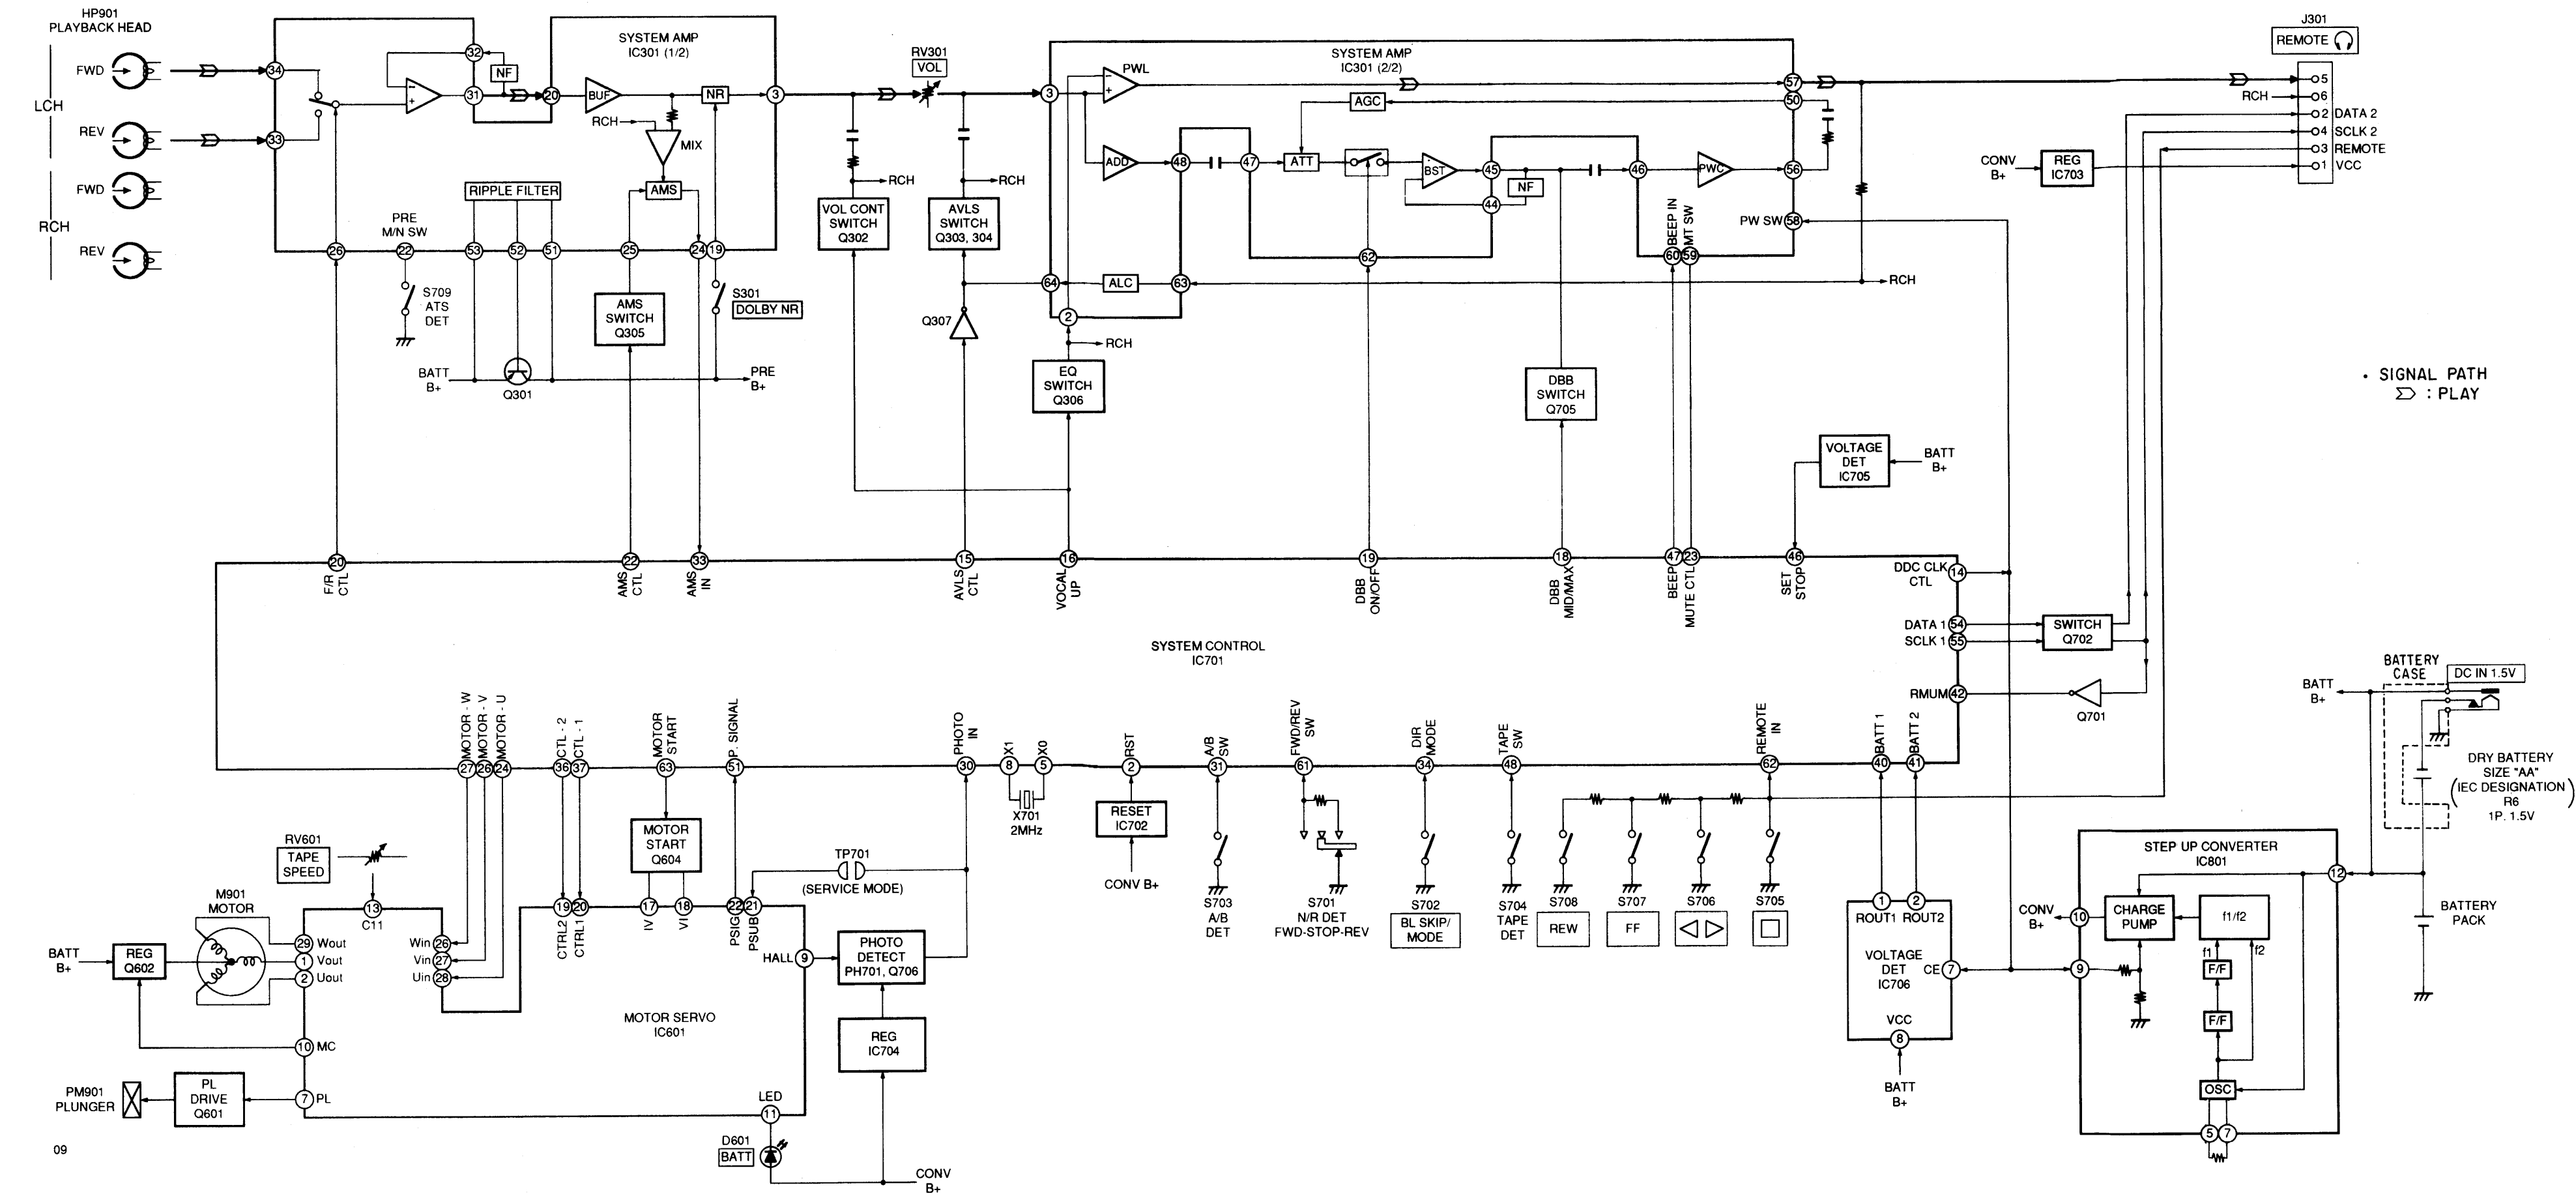 HP901
PLAYBACK HEAD
FWD
LCH
REV
FWD
RCH
REV
34
33
32
NF
31
20
SYSTEM AMP
IC301 (1/2)
BUF
NR
3
RCH
MIX
AMS
RIPPLE FILTER
PRE
M/N SW
26
22
53
52
51
25
24
19
S709
ATS
DET
AMS
SWITCH
Q305
S301
DOLBY NR
BATT
B+
Q301
PRE
B+
RV301
VOL
RCH
VOL CONT
SWITCH
Q302
RCH
AVLS
SWITCH
Q303, 304
Q307
SYSTEM AMP
IC301 (2/2)
3
PWL
AGC
57
50
ADD
48
47
ATT
BST
45
NF
44
46
PWC
56
PW SW
58
BEEP IN
MT SW
60
59
62
64
ALC
63
RCH
2
RCH
EQ
SWITCH
Q306
DBB
SWITCH
Q705
VOLTAGE
DET
IC705
BATT
B+
J301
REMOTE
5
RCH
6
2 DATA 2
4 SCLK 2
3 REMOTE
1 VCC
CONV
B+
REG
IC703
• SIGNAL PATH
: PLAY
20
F/R
CTL
22
AMS
CTL
33
AMS
IN
15
AVLS
CTL
16
VOCAL
UP
19
DBB
ON/OFF
18
DBB
MID/MAX
47
BEEP
23
MUTE CTL
46
SET
STOP
DDC CLK
CTL
14
DATA 1
54
SCLK 1
55
SWITCH
Q702
RMUM
42
Q701
SYSTEM CONTROL
IC701
MOTOR - W
27
MOTOR - V
26
MOTOR - U
24
CTL - 2
36
CTL - 1
37
MOTOR
START
63
P. SIGNAL
51
PHOTO
IN
30
X1
8
X0
5
X701
2MHz
RST
2
RESET
IC702
CONV B+
A/B
SW
31
S703
A/B
DET
FWD/REV
SW
61
S701
N/R DET
FWD-STOP-REV
DIR
MODE
34
S702
BL SKIP/
MODE
TAPE
SW
48
S704
TAPE
DET
REMOTE
IN
62
S708
REW
S707
FF
S706
S705
BATT 1
40
BATT 2
41
1
2
ROUT1
ROUT2
VOLTAGE
DET
IC706
CE
7
VCC
8
BATT
B+
BATT
B+
BATTERY
CASE
DC IN 1.5V
DRY BATTERY
SIZE "AA"
(IEC DESIGNATION)
R6
1P. 1.5V
BATTERY
PACK
STEP UP CONVERTER
IC801
12
CONV
B+
10
CHARGE
PUMP
f1/f2
f1
f2
F/F
F/F
9
OSC
5
7
RV601
TAPE
SPEED
M901
MOTOR
BATT
B+
REG
Q602
13
C11
29
Wout
1
Vout
2
Uout
Win
26
Vin
27
Uin
28
MOTOR
START
Q604
19
CTRL2
20
CTRL1
17
IV
18
VI
22
PSIG
21
PSUB
TP701
(SERVICE MODE)
HALL
9
PHOTO
DETECT
PH701, Q706
REG
IC704
MOTOR SERVO
IC601
10
MC
PM901
PLUNGER
PL
DRIVE
Q601
7
PL
LED
11
D601
BATT
CONV
B+
09